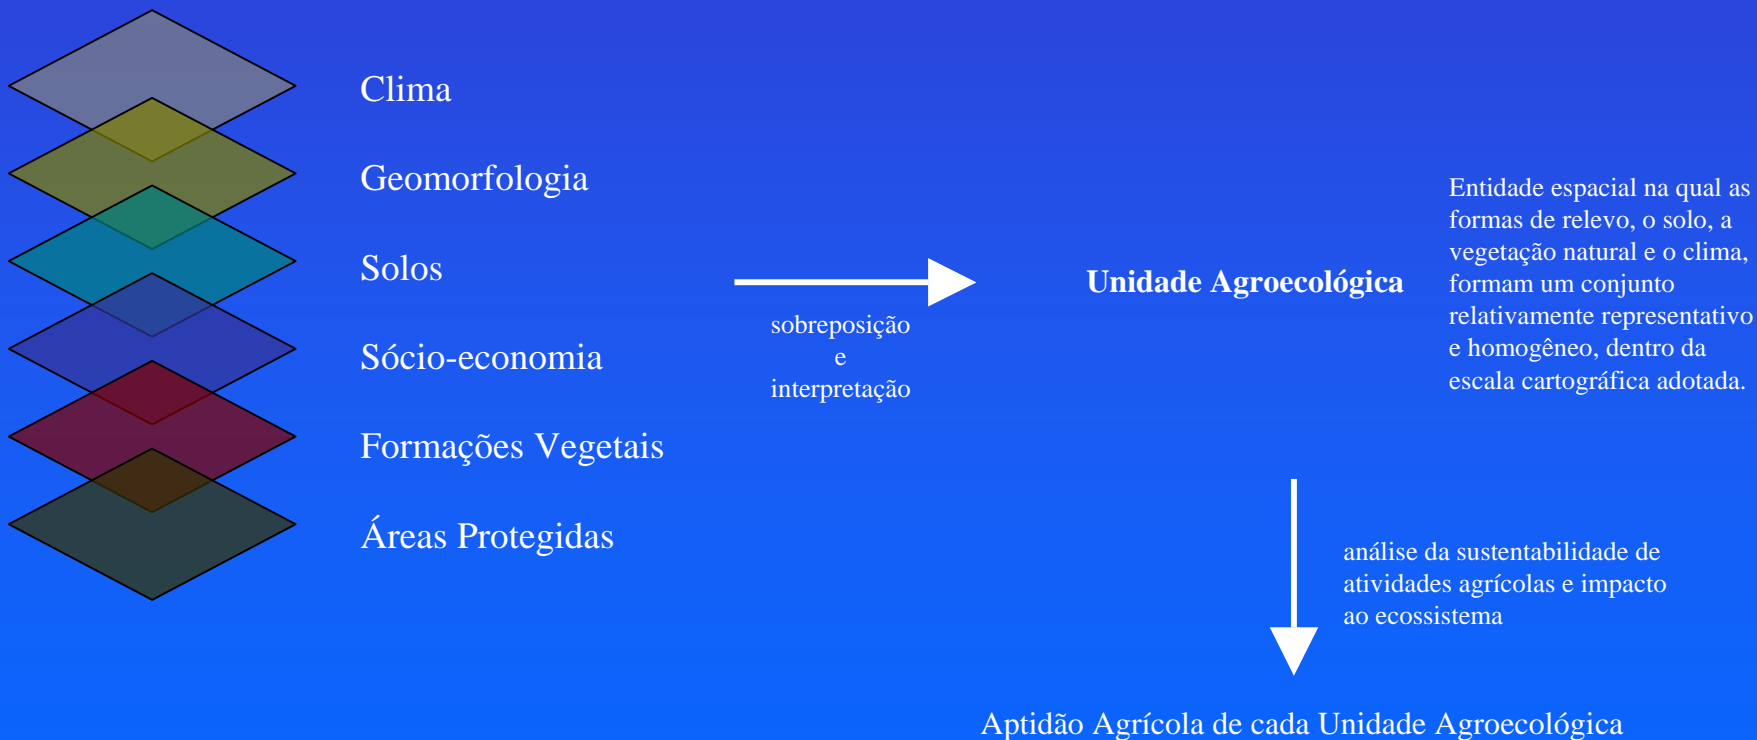 Clima
Geomorfologia
Solos
Sócio-economia
Formações Vegetais
Áreas Protegidas
sobreposição
e
interpretação
Unidade Agroecológica
Entidade espacial na qual as
formas de relevo, o solo, a
vegetação natural e o clima,
formam um conjunto
relativamente representativo
e homogêneo, dentro da
escala cartográfica adotada.
análise da sustentabilidade de
atividades agrícolas e impacto
ao ecossistema
Aptidão Agrícola de cada Unidade Agroecológica